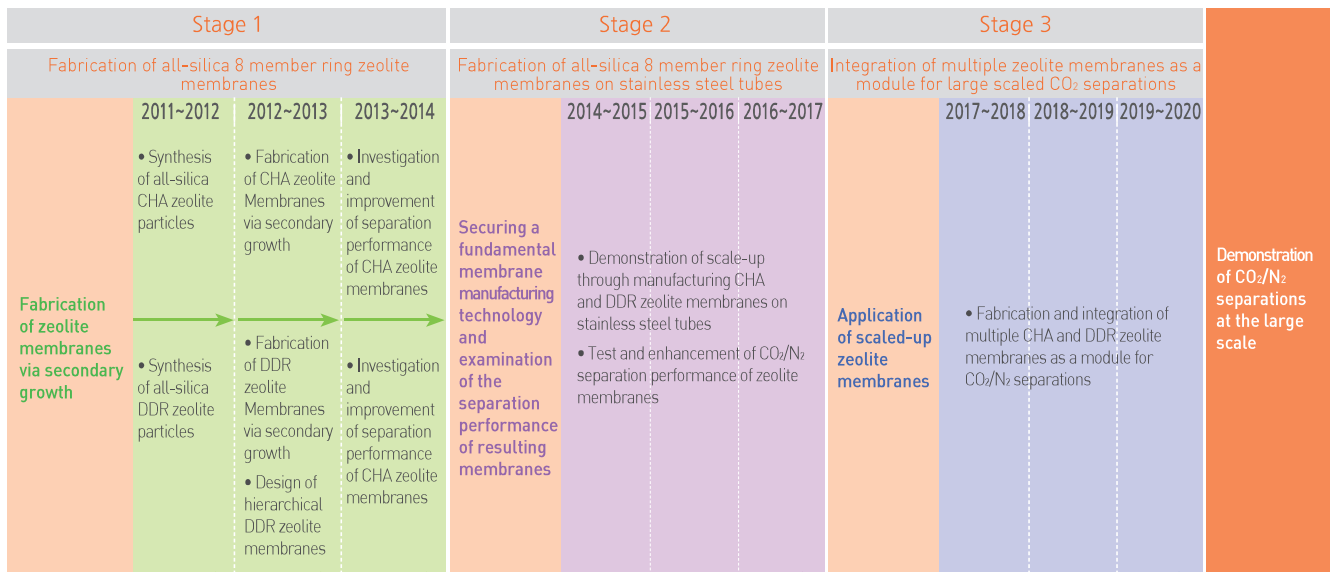 Stage 1
Fabrication of all-silica 8 member ring zeolite
membranes
Fabrication
of zeolite
membranes
via secondary
growth
2011~2012
• Synthesis
of all-silica
CHA zeolite
particles
• Synthesis
of all-silica
DDR zeolite
particles
2012~2013
• Fabrication
of CHA zeolite
Membranes
via secondary
growth
• Fabrication
of DDR
zeolite
Membranes
via secondary
growth
• Design of
hierarchical
DDR zeolite
membranes
2013~2014
• Investigation
and
improvement
of separation
performance
of CHA zeolite
membranes
• Investigation
and
improvement
of separation
performance
of CHA zeolite
membranes
Stage 2
Fabrication of all-silica 8 member ring zeolite
membranes on stainless steel tubes
Securing a
fundamental
membrane
manufacturing
technology
and
examination
of the
separation
performance
of resulting
membranes
2014~2015
2015~2016
2016~2017
• Demonstration of scale-up
through manufacturing CHA
and DDR zeolite membranes on
stainless steel tubes
• Test and enhancement of CO₂/N₂
separation performance of zeolite
membranes
Stage 3
Integration of multiple zeolite membranes as a
module for large scaled CO₂ separations
Application
of scaled-up
zeolite
membranes
2017~2018
2018~2019
2019~2020
• Fabrication and integration of
multiple CHA and DDR zeolite
membranes as a module for
CO₂/N₂ separations
Demonstration
of CO₂/N₂
separations
at the large
scale